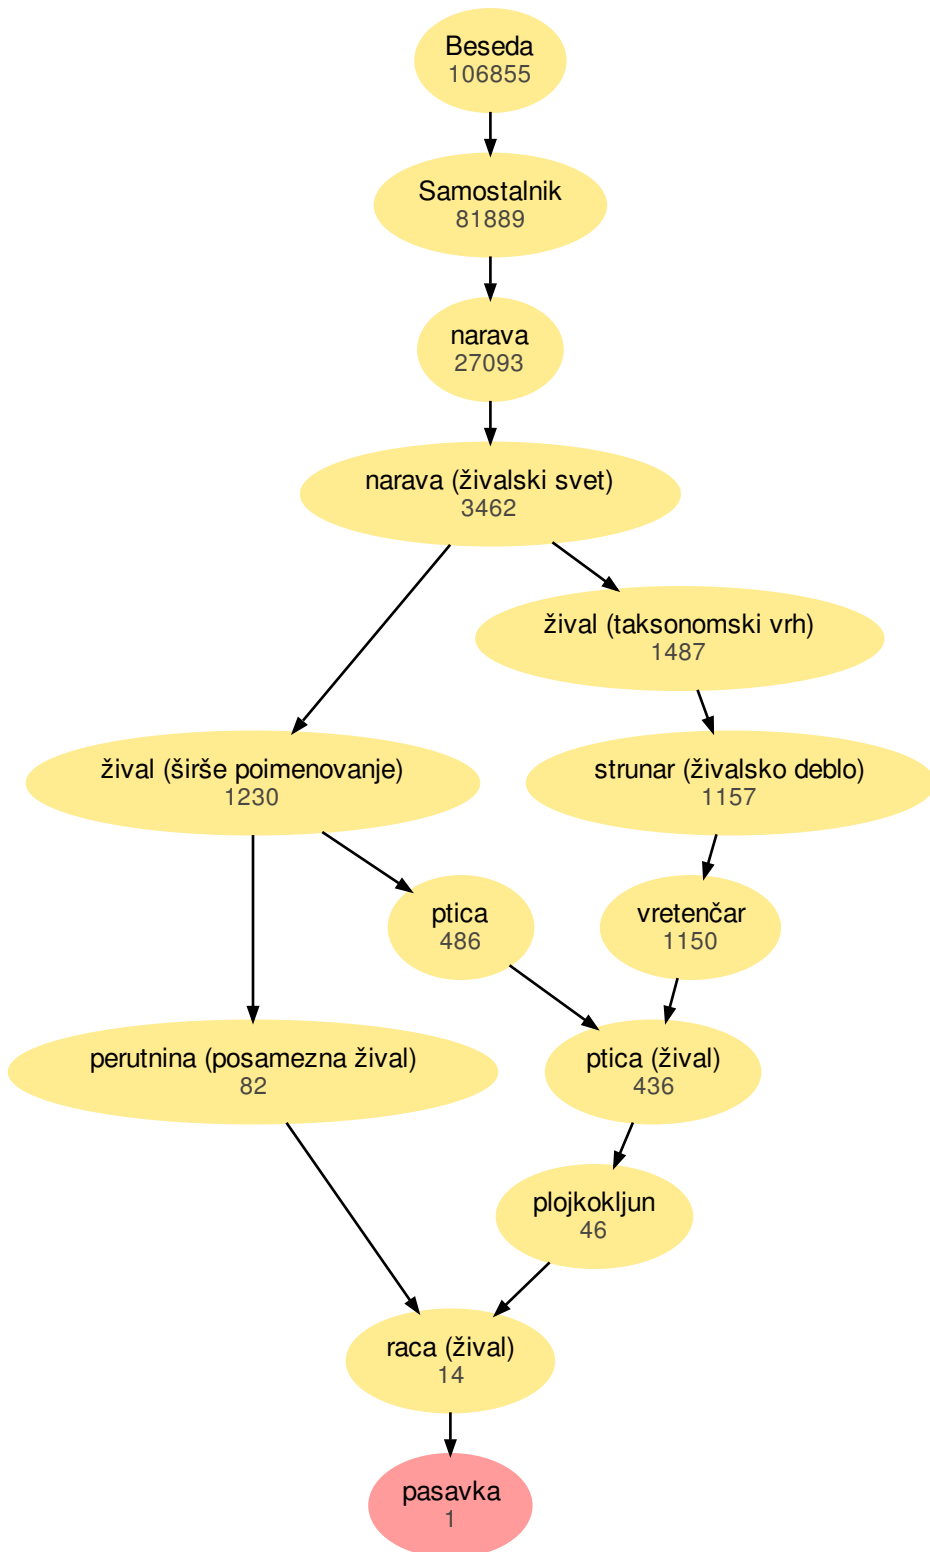 Beseda
106855
Samostalnik
81889
narava
27093
narava (živalski svet)
3462
žival (taksonomski vrh)
1487
žival (širše poimenovanje)
1230
strunar (živalsko deblo)
1157
ptica
486
vretenčar
1150
perutnina (posamezna žival)
82
ptica (žival)
436
plojkokljun
46
raca (žival)
14
pasavka
1